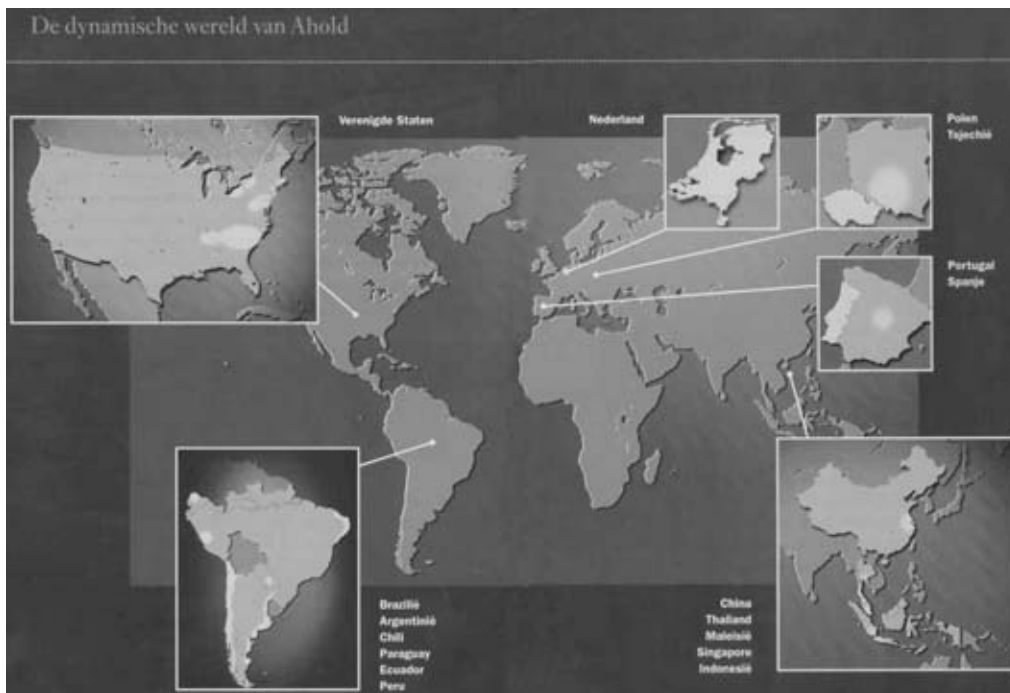 De dynamische wereld van Ahold
Verenigde Staten
Nederland
Polen
Tsjechië
Portugal
Spanje
Brazilië
Argentinië
Chili
Paraguay
Ecuador
Peru
China
Thailand
Maleisië
Singapore
Indonesië